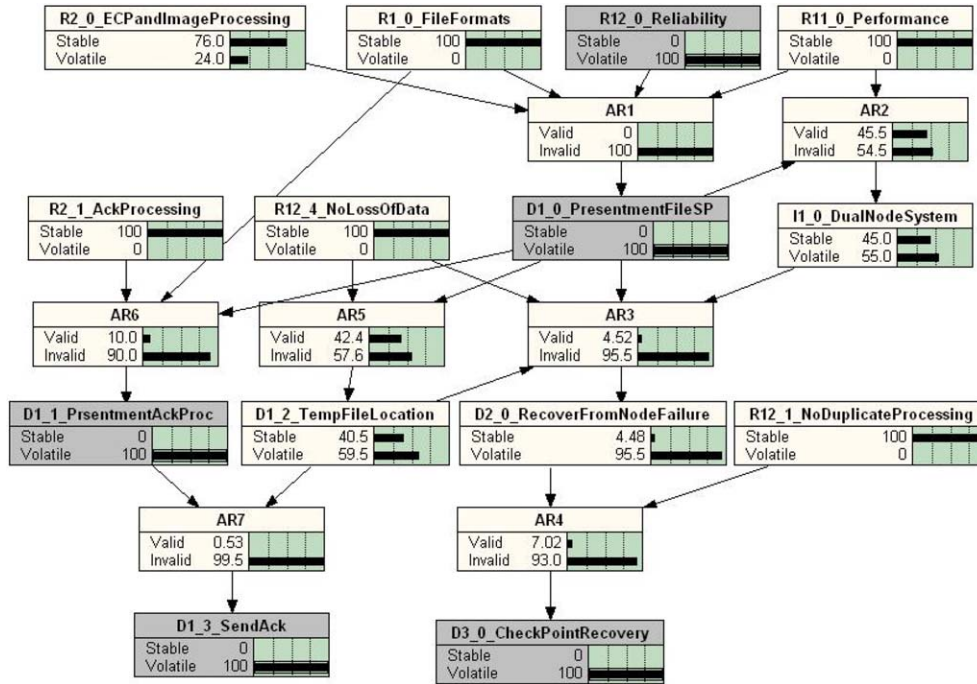 R2_0_ECPandImageProcessing
Stable 76.0
Volatile 24.0
R1_0_FileFormats
Stable 100
Volatile 0
R12_0_Reliability
Stable 0
Volatile 100
R11_0_Performance
Stable 100
Volatile 0
AR1
Valid 0
Invalid 100
AR2
Valid 45.5
Invalid 54.5
R2_1_AckProcessing
Stable 100
Volatile 0
R12_4_NoLossOfData
Stable 100
Volatile 0
D1_0_PresentmentFileSP
Stable 0
Volatile 100
I1_0_DualNodeSystem
Stable 45.0
Volatile 55.0
AR6
Valid 10.0
Invalid 90.0
AR5
Valid 42.4
Invalid 57.6
AR3
Valid 4.52
Invalid 95.5
D1_1_PrsentmentAckProc
Stable 0
Volatile 100
D1_2_TempFileLocation
Stable 40.5
Volatile 59.5
D2_0_RecoverFromNodeFailure
Stable 4.48
Volatile 95.5
R12_1_NoDuplicateProcessing
Stable 100
Volatile 0
AR7
Valid 0.53
Invalid 99.5
AR4
Valid 7.02
Invalid 93.0
D1_3_SendAck
Stable 0
Volatile 100
D3_0_CheckPointRecovery
Stable 0
Volatile 100